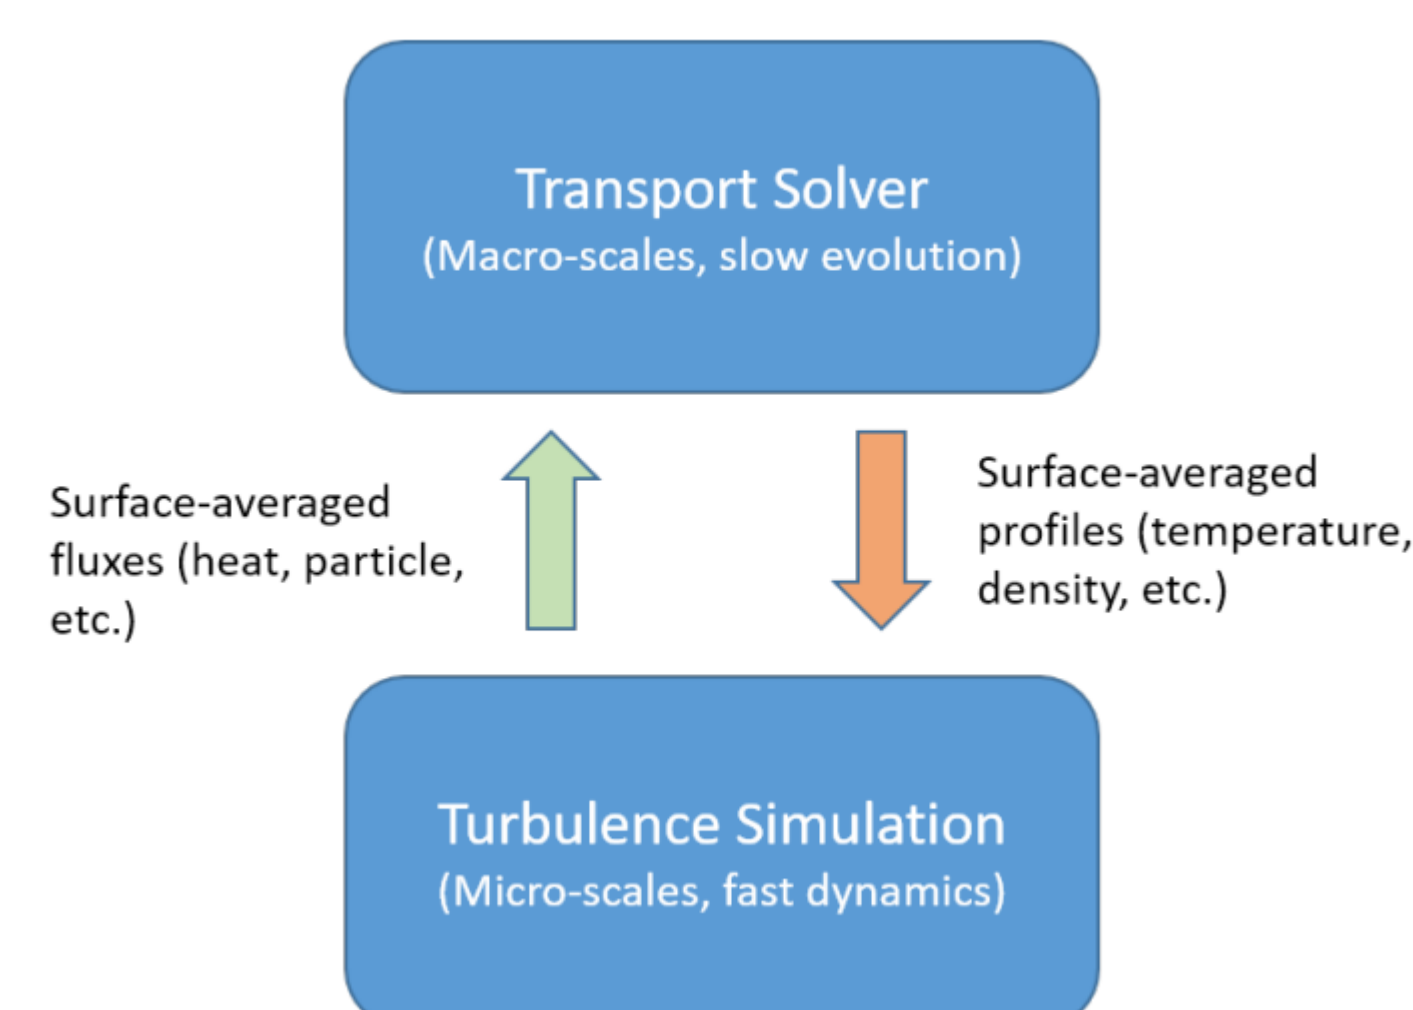 Transport Solver
(Macro-scales, slow evolution)
Surface-averaged
fluxes (heat, particle,
etc.)
Surface-averaged
profiles (temperature,
density, etc.)
Turbulence Simulation
(Micro-scales, fast dynamics)